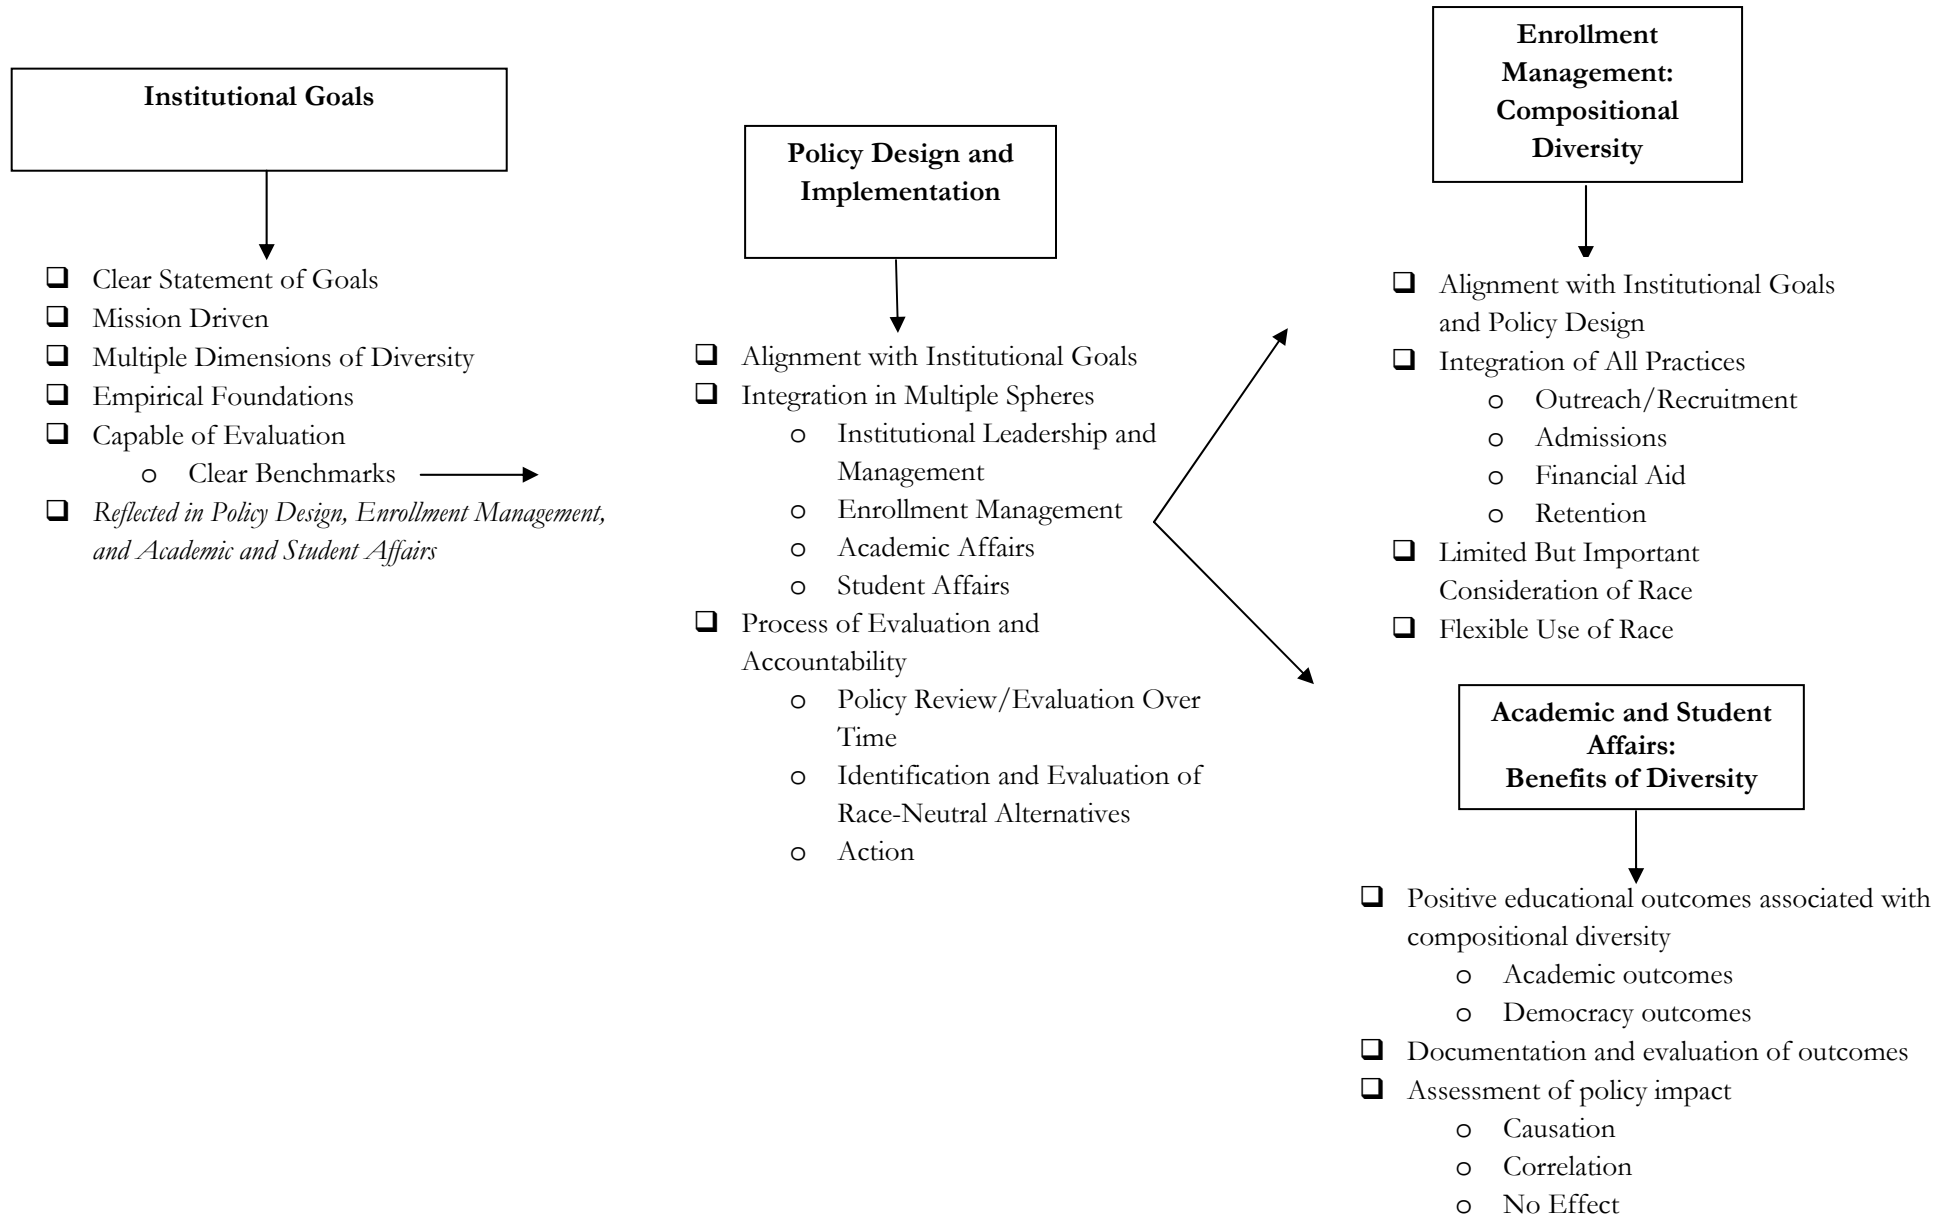 Institutional Goals
❑ Clear Statement of Goals
❑ Mission Driven
❑ Multiple Dimensions of Diversity
❑ Empirical Foundations
❑ Capable of Evaluation
o Clear Benchmarks
❑ Reflected in Policy Design, Enrollment Management,
and Academic and Student Affairs
Policy Design and
Implementation
❑ Alignment with Institutional Goals
❑ Integration in Multiple Spheres
o Institutional Leadership and
Management
o Enrollment Management
o Academic Affairs
o Student Affairs
❑ Process of Evaluation and
Accountability
o Policy Review/Evaluation Over
Time
o Identification and Evaluation of
Race-Neutral Alternatives
o Action
Enrollment
Management:
Compositional
Diversity
❑ Alignment with Institutional Goals
and Policy Design
❑ Integration of All Practices
o Outreach/Recruitment
o Admissions
o Financial Aid
o Retention
❑ Limited But Important
Consideration of Race
❑ Flexible Use of Race
Academic and Student
Affairs:
Benefits of Diversity
❑ Positive educational outcomes associated with
compositional diversity
o Academic outcomes
o Democracy outcomes
❑ Documentation and evaluation of outcomes
❑ Assessment of policy impact
o Causation
o Correlation
o No Effect